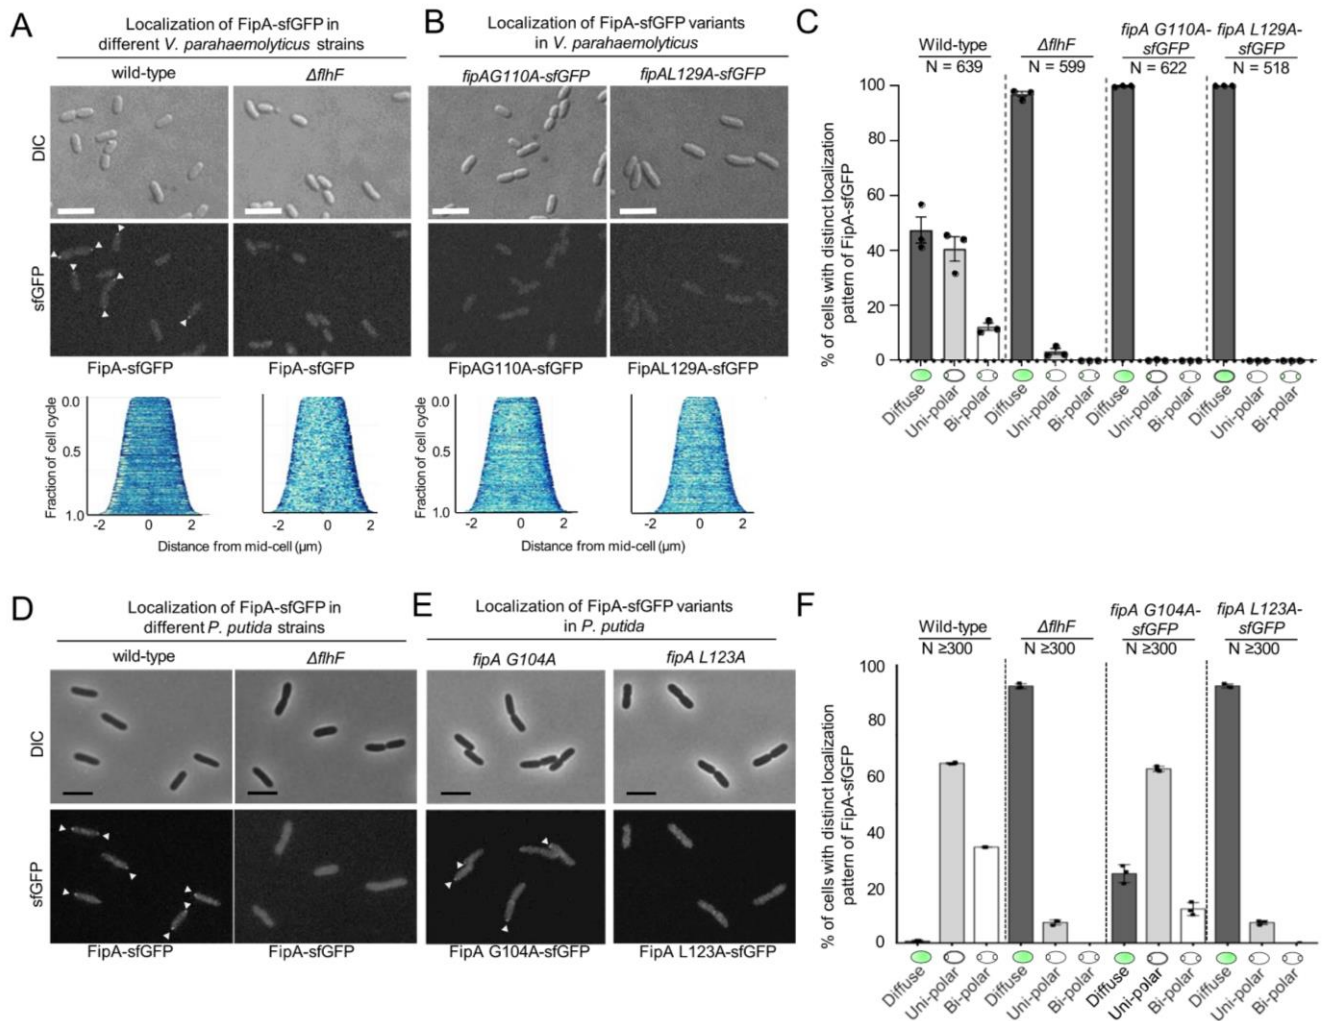 A
Localization of FipA-sfGFP in
different V. parahaemolyticus strains
wild-type
ΔflhF
DIC
sfGFP
FipA-sfGFP
FipA-sfGFP
Fraction of cell cycle
0.0
0.5
1.0
-2
0
2
-2
0
2
Distance from mid-cell (µm)
B
Localization of FipA-sfGFP variants
in V. parahaemolyticus
fipAG110A-sfGFP
fipAL129A-sfGFP
FipAG110A-sfGFP
FipAL129A-sfGFP
Fraction of cell cycle
0.0
0.5
1.0
-2
0
2
-2
0
2
Distance from mid-cell (µm)
C
Wild-type
N = 639
ΔflhF
N = 599
fipA G110A-
sfGFP
N = 622
fipA L129A-
sfGFP
N = 518
% of cells with distinct localization
pattern of FipA-sfGFP
100
80
60
40
20
0
Diffuse
Uni-polar
Bi-polar
Diffuse
Uni-polar
Bi-polar
Diffuse
Uni-polar
Bi-polar
Diffuse
Uni-polar
Bi-polar
D
Localization of FipA-sfGFP in
different P. putida strains
wild-type
ΔflhF
DIC
sfGFP
FipA-sfGFP
FipA-sfGFP
E
Localization of FipA-sfGFP variants
in P. putida
fipA G104A
fipA L123A
FipA G104A-sfGFP
FipA L123A-sfGFP
F
Wild-type
N ≥300
ΔflhF
N ≥300
fipA G104A-
sfGFP
N ≥300
fipA L123A-
sfGFP
N ≥300
% of cells with distinct localization
pattern of FipA-sfGFP
100
80
60
40
20
0
Diffuse
Uni-polar
Bi-polar
Diffuse
Uni-polar
Bi-polar
Diffuse
Uni-polar
Bi-polar
Diffuse
Uni-polar
Bi-polar